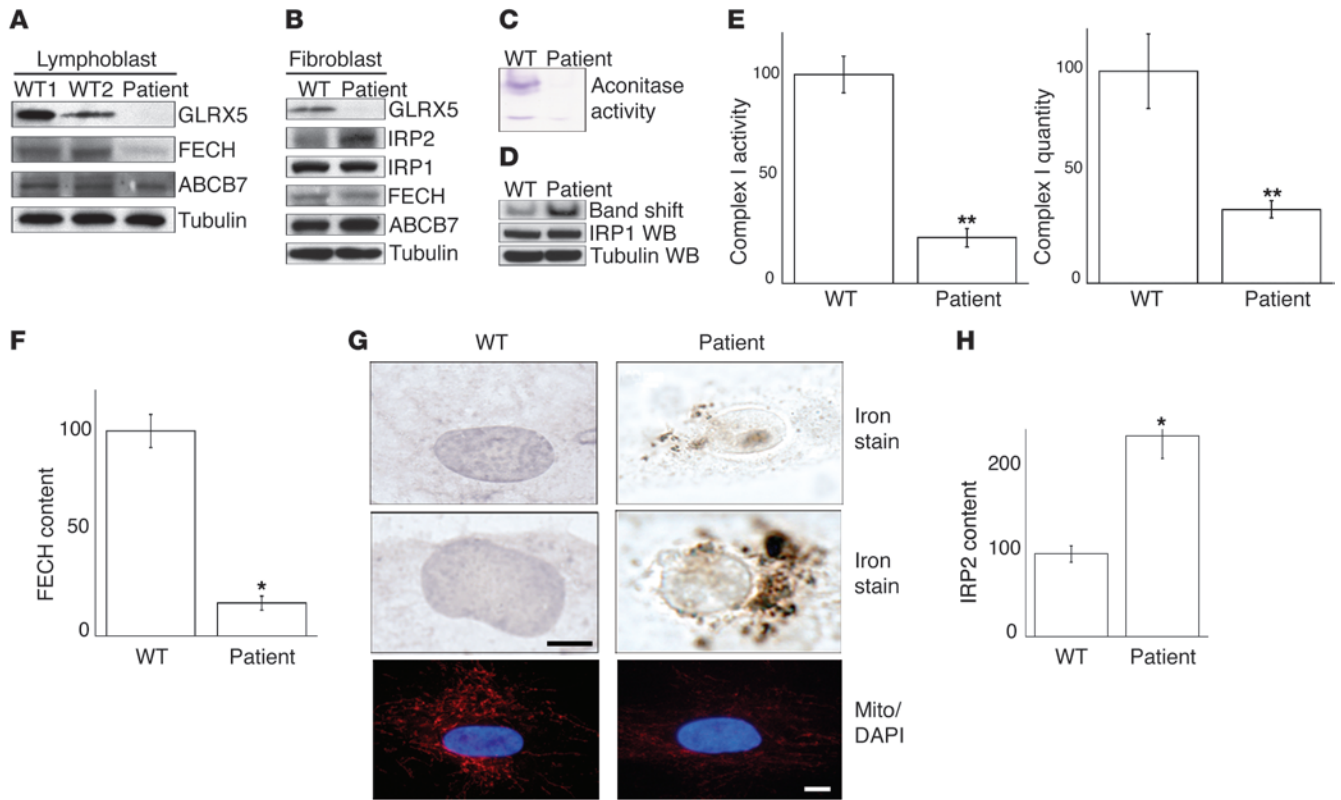 A
Lymphoblast
WT1 WT2 Patient
GLRX5
FECH
ABCB7
Tubulin
B
Fibroblast
WT Patient
GLRX5
IRP2
IRP1
FECH
ABCB7
Tubulin
C
WT Patient
Aconitase
activity
D
WT Patient
Band shift
IRP1 WB
Tubulin WB
E
Complex I activity
100
50
0
**
WT Patient
Complex I quantity
100
50
0
**
WT Patient
F
FECH content
100
50
0
*
WT Patient
G
WT Patient
Iron
stain
Iron
stain
Mito/
DAPI
H
IRP2 content
200
100
0
*
WT Patient